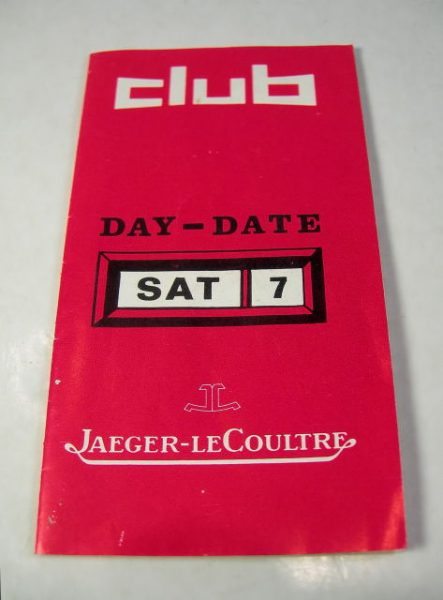 club
DAY-DATE
SAT 7
JAEGER-LECOULTRE